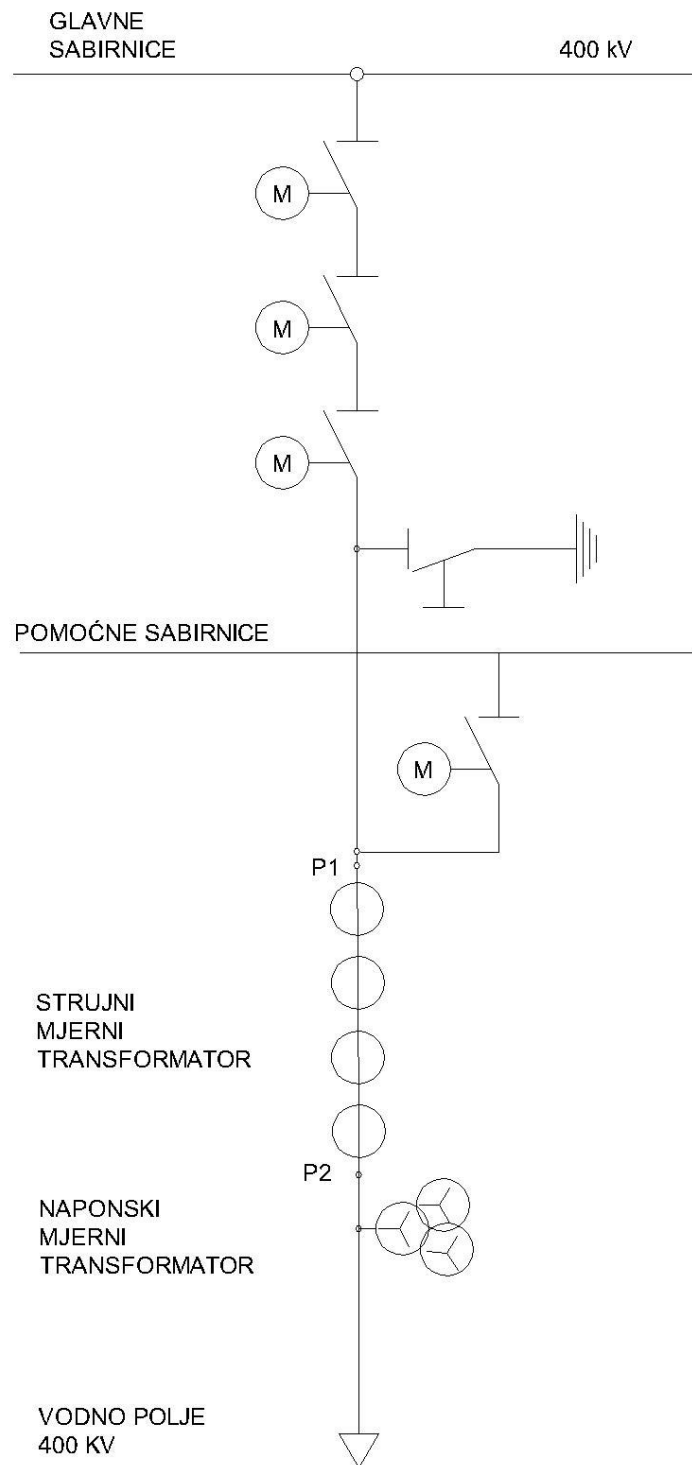 GLAVNE
SABIRNICE
400 kV
M
M
M
POMOĆNE SABIRNICE
M
P1
STRUJNI
MJERNI
TRANSFORMATOR
P2
NAPONSKI
MJERNI
TRANSFORMATOR
VODNO POLJE
400 KV